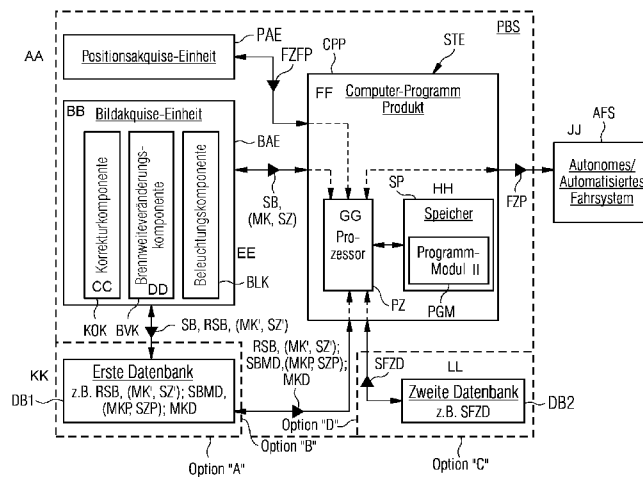 PBS
AA
PAE
Positionsakquise-Einheit
FZFP
CPP
STE
FF
Computer-Programm
Produkt
BB
Bildakquise-Einheit
BAE
Korrekturkomponente
CC
Brennweiteveränderungs-
komponente
DD
Beleuchtungskomponente
EE
SB,
(MK, SZ)
KOK
BVK
BLK
GG
Pro-
zessor
PZ
SP
HH
Speicher
Programm-
Modul II
PGM
FZP
AFS
JJ
Autonomes/
Automatisiertes
Fahrsystem
SB, RSB, (MK', SZ')
KK
Erste Datenbank
z.B. RSB, (MK', SZ'); SBMD,
(MKP, SZP); MKD
DB1
RSB, (MK', SZ');
SBMD,(MKP, SZP);
MKD
SFZD
LL
Zweite Datenbank
z.B. SFZD
DB2
Option "A"
Option "B"
Option "D"
Option "C"